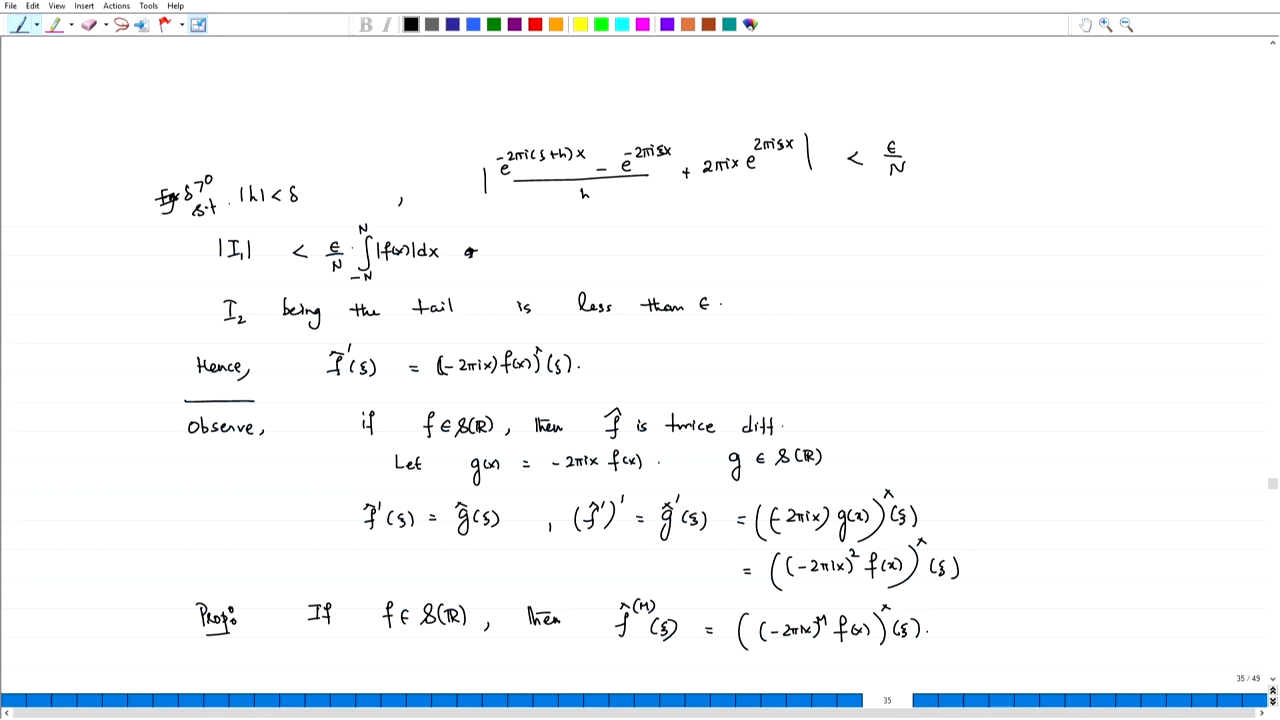 File Edit View Insert Actions Tools Help
B I
δ>0 s.t. |h| < δ , | (e^{-2πi(ξ+h)x} - e^{-2πiξx})/h + 2πix e^{2πiξx} | < ε/N
|I₁| < ε/N · ∫_{-N}^{N} |f(x)|dx
I₂ being the tail is less than ε.
Hence, f̂'(ξ) = (-2πix) f(x))^(ξ).
Observe, if f ∈ S(ℝ), then f̂ is twice diff.
Let g(x) = -2πix f(x). g ∈ S(ℝ)
f̂'(ξ) = ĝ(ξ) , (f̂')' = ĝ'(ξ) = ((-2πix) g(x))^(ξ)
= ((-2πix)² f(x))^(ξ)
Prop: If f ∈ S(ℝ), then f̂^{(M)}(ξ) = ((-2πix)^M f(x))^(ξ).
35 / 49
35